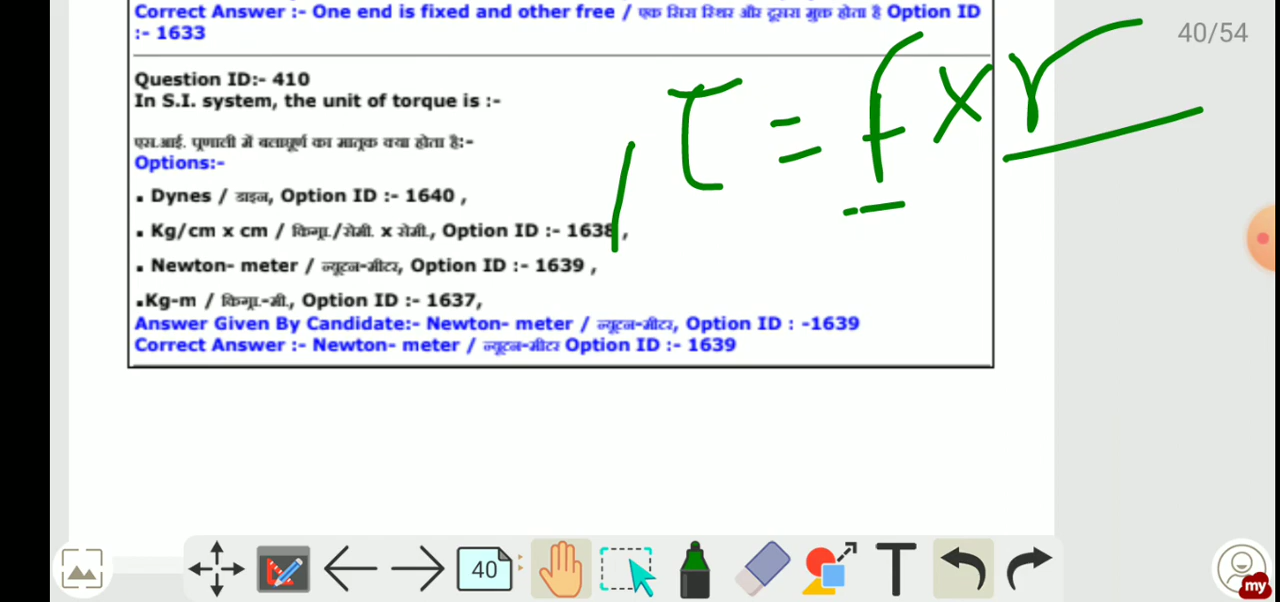 Correct Answer :- One end is fixed and other free / एक सिरा स्थिर और दूसरा मुक्त होता है Option ID
:- 1633
40/54
Question ID:- 410
In S.I. system, the unit of torque is :-
τ = f x r
एस.आई. प्रणाली में बलाघूर्ण का मात्रक क्या होता है:-
Options:-
. Dynes / डाइन, Option ID :- 1640 ,
. Kg/cm x cm / किग्रा./सेमी. x सेमी., Option ID :- 1638 ,
. Newton- meter / न्यूटन-मीटर, Option ID :- 1639 ,
.Kg-m / किग्रा.-मी., Option ID :- 1637,
Answer Given By Candidate:- Newton- meter / न्यूटन-मीटर, Option ID : -1639
Correct Answer :- Newton- meter / न्यूटन-मीटर Option ID :- 1639
40
T
my